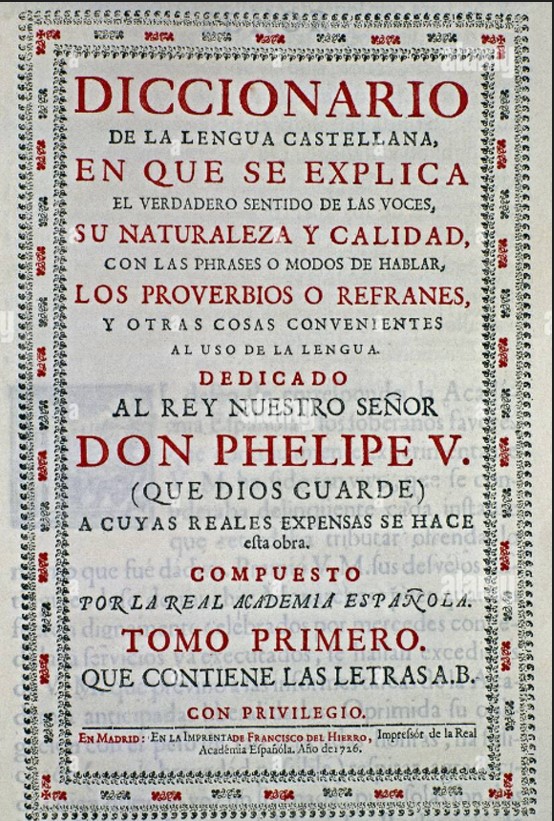 DICCIONARIO
DE LA LENGUA CASTELLANA,
EN QUE SE EXPLICA
EL VERDADERO SENTIDO DE LAS VOCES,
SU NATURALEZA Y CALIDAD,
CON LAS PHRASES O MODOS DE HABLAR,
LOS PROVERBIOS O REFRANES,
Y OTRAS COSAS CONVENIENTES
AL USO DE LA LENGUA.
DEDICADO
AL REY NUESTRO SEÑOR
DON PHELIPE V.
(QUE DIOS GUARDE)
A CUYAS REALES EXPENSAS SE HACE
eſta obra.
COMPUESTO
POR LA REAL ACADEMIA ESPAÑOLA.
TOMO PRIMERO.
QUE CONTIENE LAS LETRAS A.B.
CON PRIVILEGIO.
EN MADRID: EN LA IMPRENTA DE FRANCISCO DEL HIERRO, Impreſsór de la Real
Académia Eſpañola. Año de 1726.